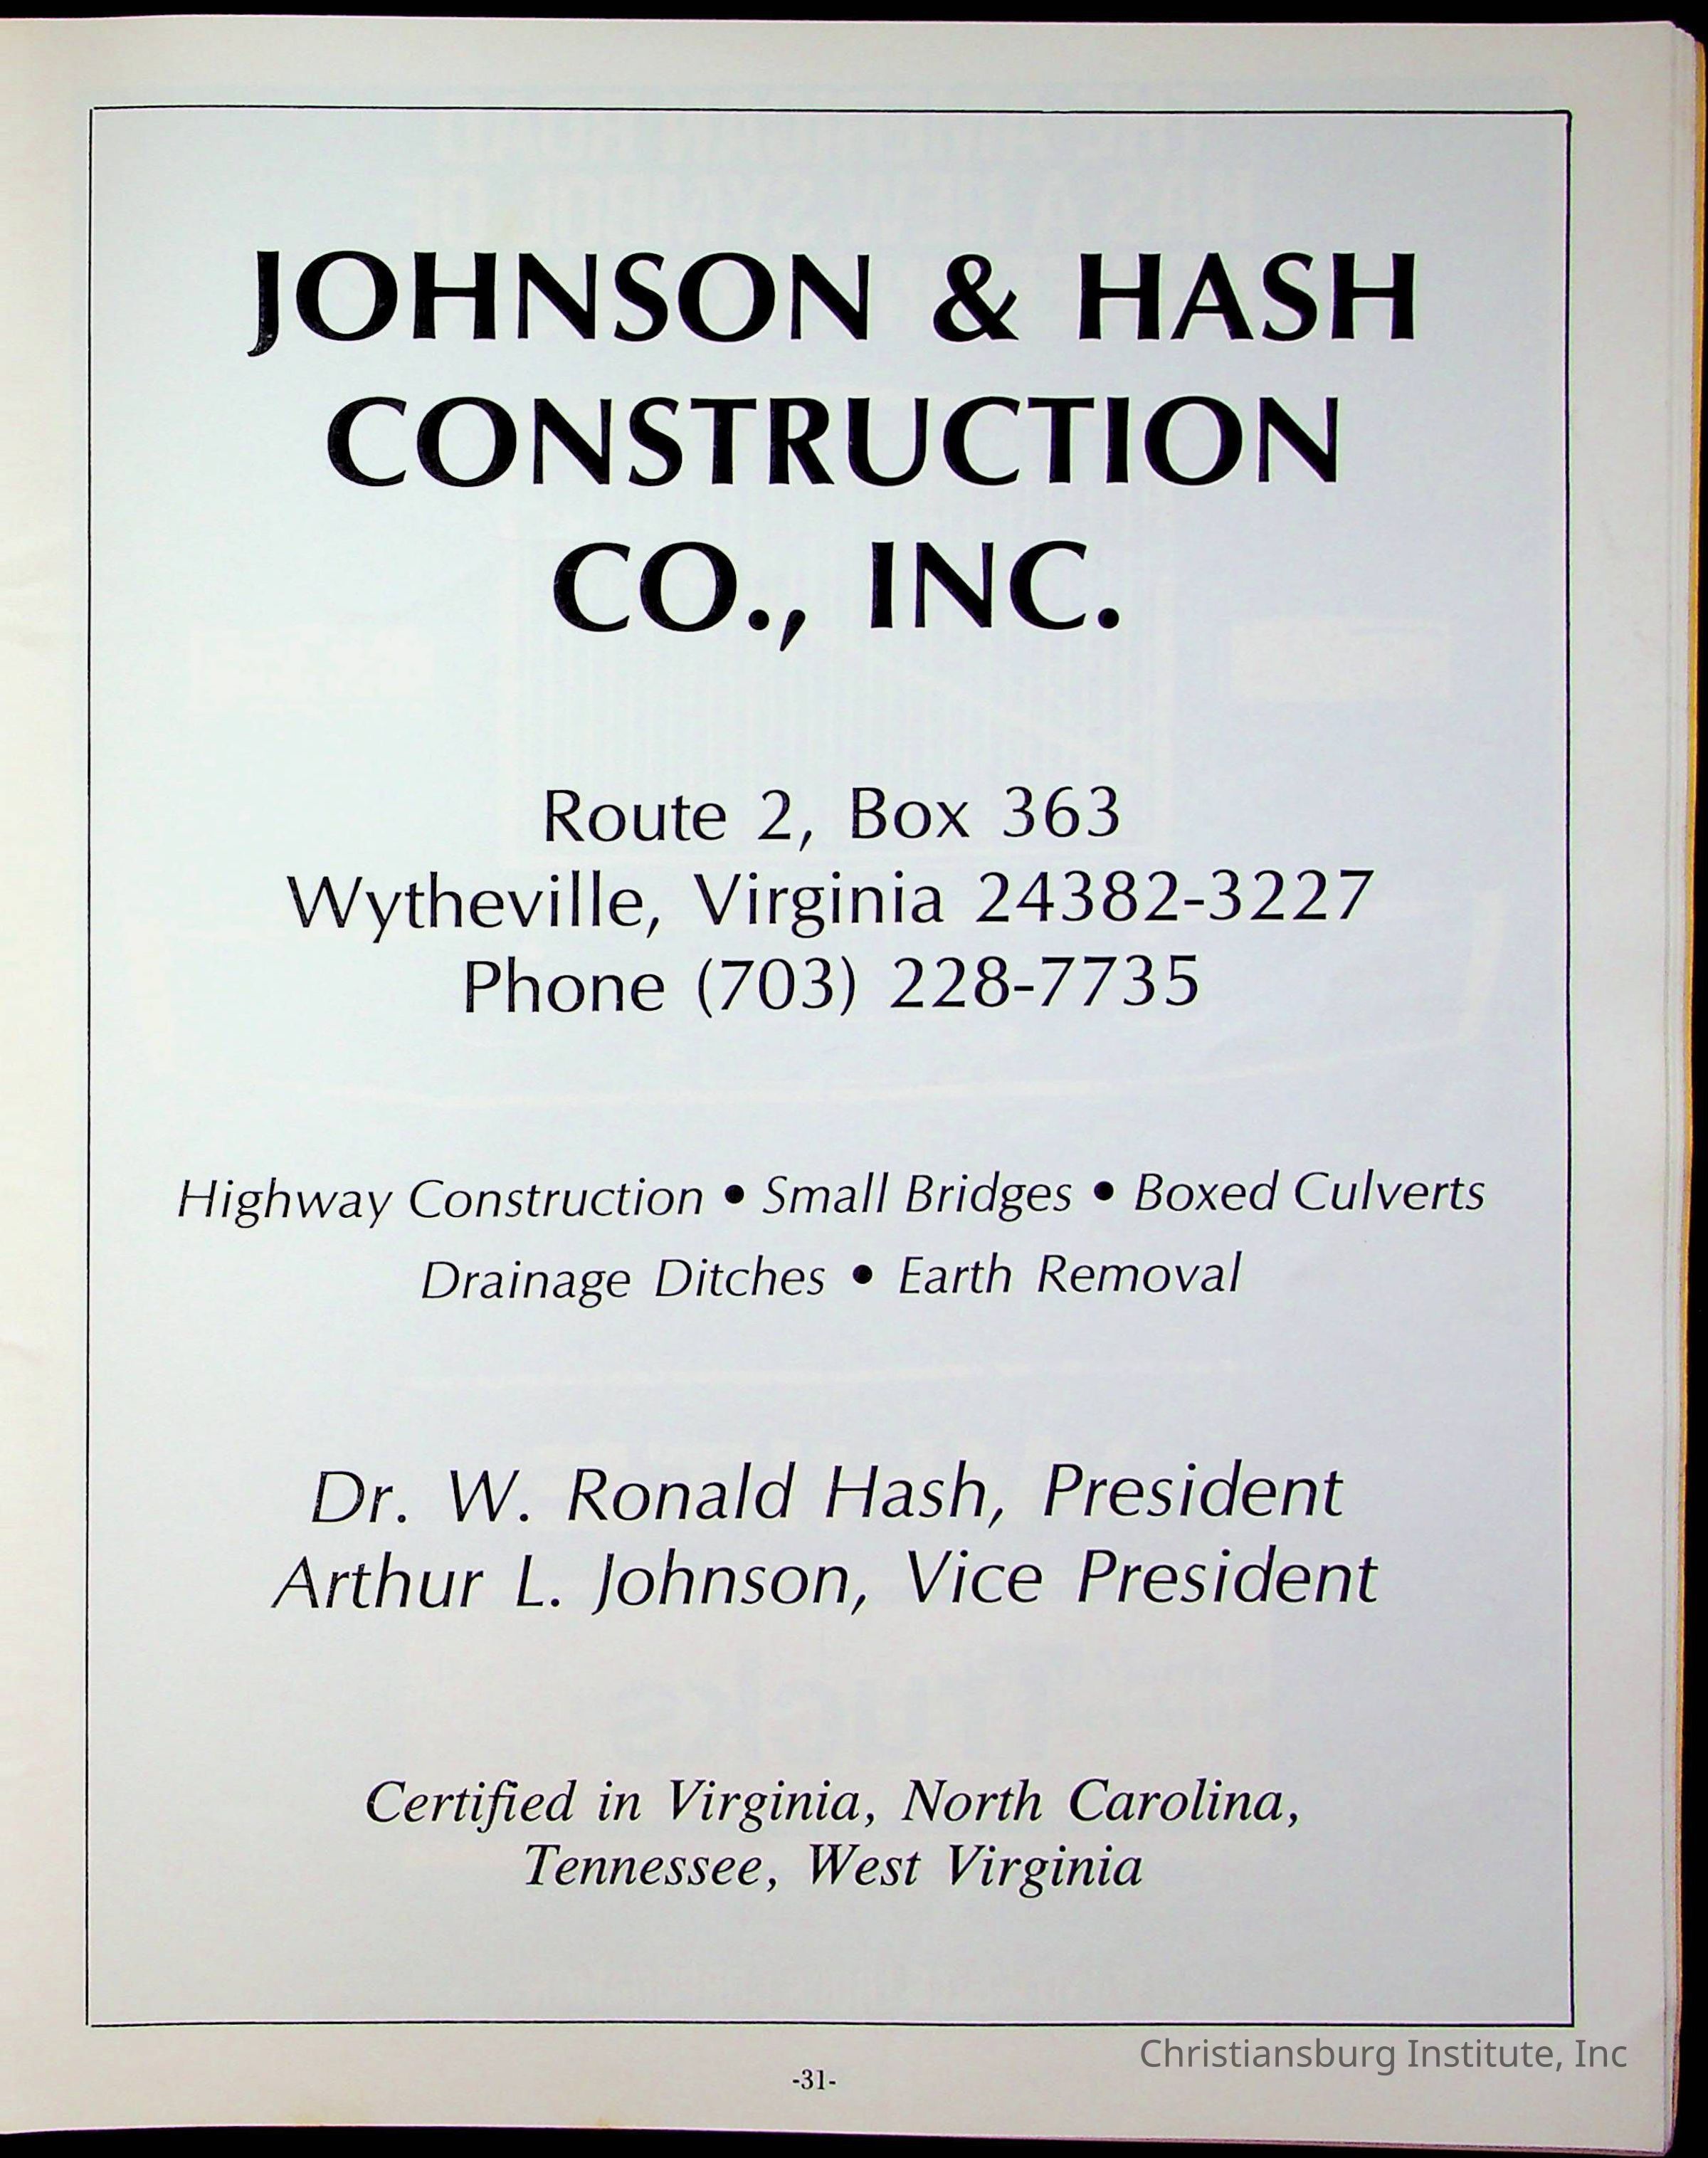 JOHNSON & HASH
CONSTRUCTION
CO., INC.
Route 2, Box 363
Wytheville, Virginia 24382-3227
Phone (703) 228-7735
Highway Construction • Small Bridges • Boxed Culverts
Drainage Ditches • Earth Removal
Dr. W. Ronald Hash, President
Arthur L. Johnson, Vice President
Certified in Virginia, North Carolina,
Tennessee, West Virginia
Christiansburg Institute, Inc
-31-